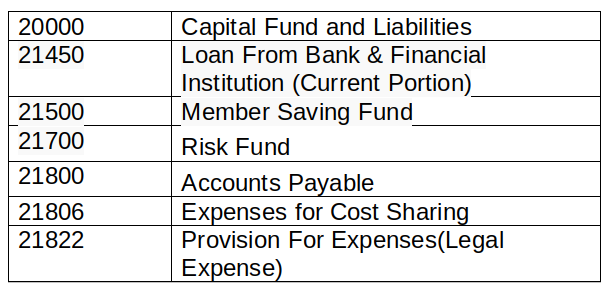 20000 Capital Fund and Liabilities
21450 Loan From Bank & Financial
Institution (Current Portion)
21500 Member Saving Fund
21700 Risk Fund
21800 Accounts Payable
21806 Expenses for Cost Sharing
21822 Provision For Expenses(Legal
Expense)